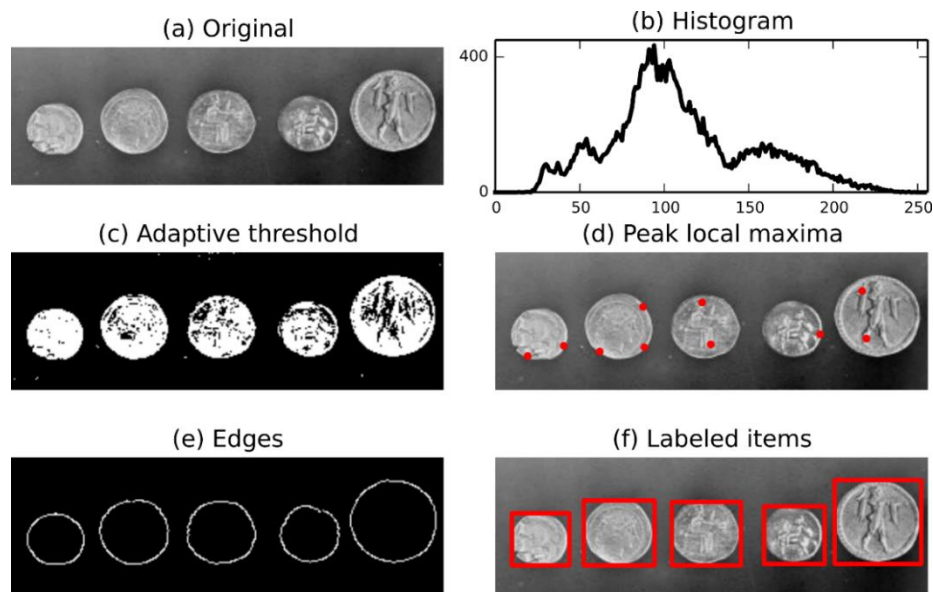 (a) Original
(b) Histogram
400
0
0 50 100 150 200 250
(c) Adaptive threshold
(d) Peak local maxima
(e) Edges
(f) Labeled items